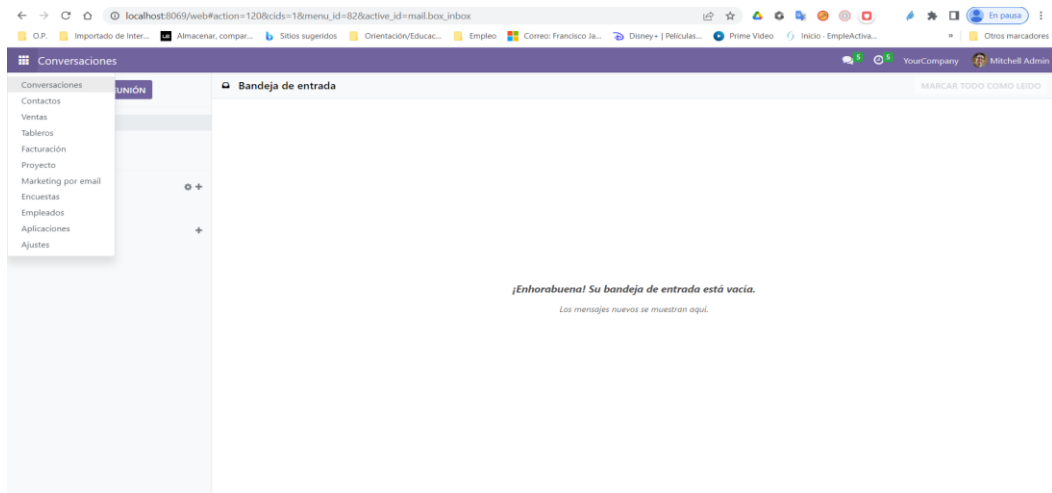 localhost:8069/web#action=120&cids=1&menu_id=82&active_id=mail.box_inbox
En pausa
O.P.
Importado de Inter...
Almacenar, compar...
Sitios sugeridos
Orientación/Educac...
Empleo
Correo: Francisco Ja...
Disney+ | Películas...
Prime Video
Inicio - EmpleActiva...
»
Otros marcadores
Conversaciones
5
5
YourCompany
Mitchell Admin
Conversaciones
Contactos
Ventas
Tableros
Facturación
Proyecto
Marketing por email
Encuestas
Empleados
Aplicaciones
Ajustes
UNIÓN
Bandeja de entrada
MARCAR TODO COMO LEIDO
¡Enhorabuena! Su bandeja de entrada está vacía.
Los mensajes nuevos se muestran aquí.